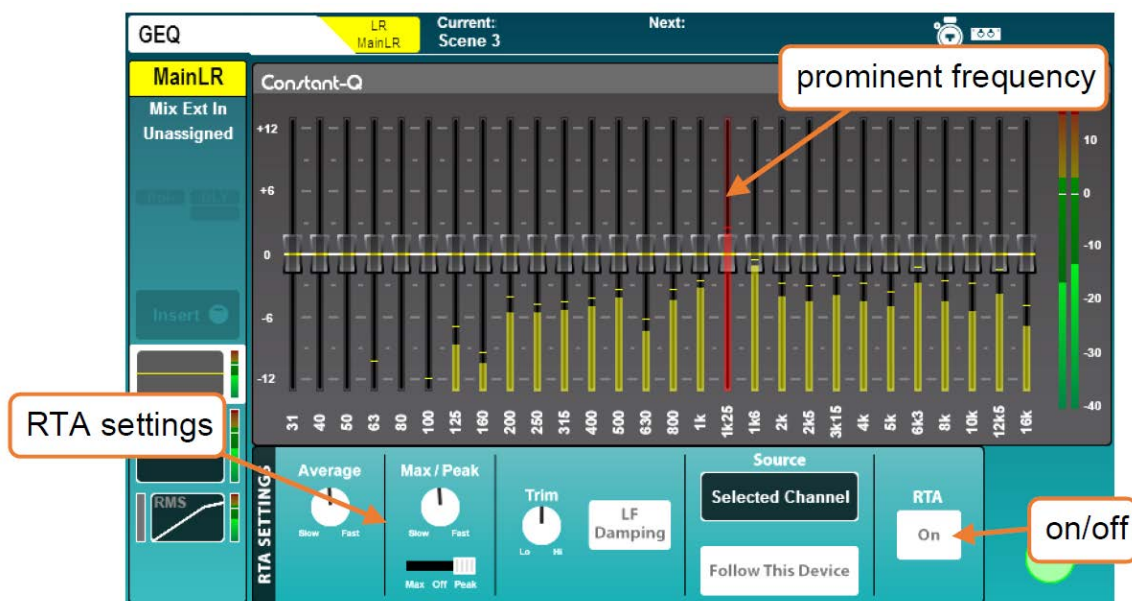 GEQ
LR
MainLR
Current:
Scene 3
Next:
MainLR
Mix Ext In
Unassigned
Constant-Q
prominent frequency
+12
+6
0
-6
-12
10
0
-10
-20
-30
-40
Insert
RTA settings
31 40 50 63 80 100 125 160 200 250 315 400 500 630 800 1k 1k25 1k6 2k 2k5 3k15 4k 5k 6k3 8k 10k 12k5 16k
RMS
RTA SETTINGS
Average
Slow Fast
Max / Peak
Slow Fast
Max Off Peak
Trim
Lo Hi
LF
Damping
Source
Selected Channel
Follow This Device
RTA
On
on/off